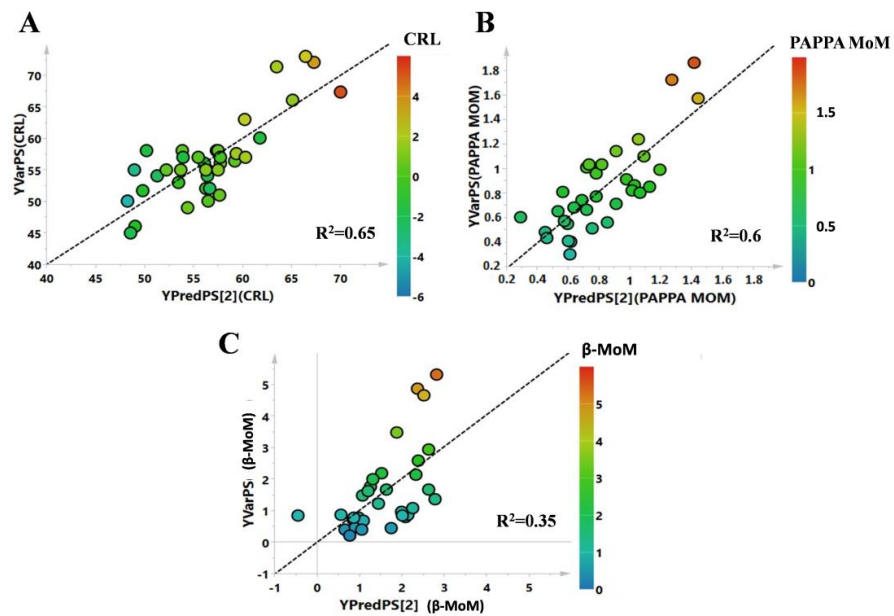 A
CRL
YVarPS(CRL)
70
65
60
55
50
45
40
40 45 50 55 60 65 70
YPredPS[2](CRL)
R²=0.65
4
2
0
-2
-4
-6
B
PAPPA MoM
YVarPS(PAPPA MOM)
1.8
1.6
1.4
1.2
1
0.8
0.6
0.4
0.2
0.2 0.4 0.6 0.8 1 1.2 1.4 1.6 1.8
YPredPS[2](PAPPA MOM)
R²=0.6
1.5
1
0.5
0
C
β-MoM
YVarPS (β-MoM)
5
4
3
2
1
0
-1
-1 0 1 2 3 4 5
YPredPS[2] (β-MoM)
R²=0.35
5
4
3
2
1
0